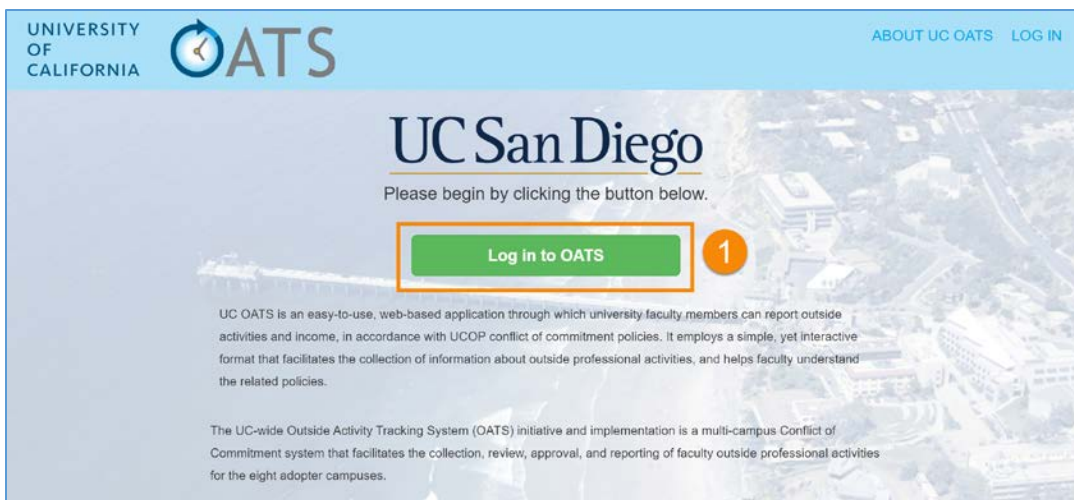 UNIVERSITY
OF
CALIFORNIA
OATS
ABOUT UC OATS LOG IN
UC San Diego
Please begin by clicking the button below.
Log in to OATS
1
UC OATS is an easy-to-use, web-based application through which university faculty members can report outside
activities and income, in accordance with UCOP conflict of commitment policies. It employs a simple, yet interactive
format that facilitates the collection of information about outside professional activities, and helps faculty understand
the related policies.
The UC-wide Outside Activity Tracking System (OATS) initiative and implementation is a multi-campus Conflict of
Commitment system that facilitates the collection, review, approval, and reporting of faculty outside professional activities
for the eight adopter campuses.